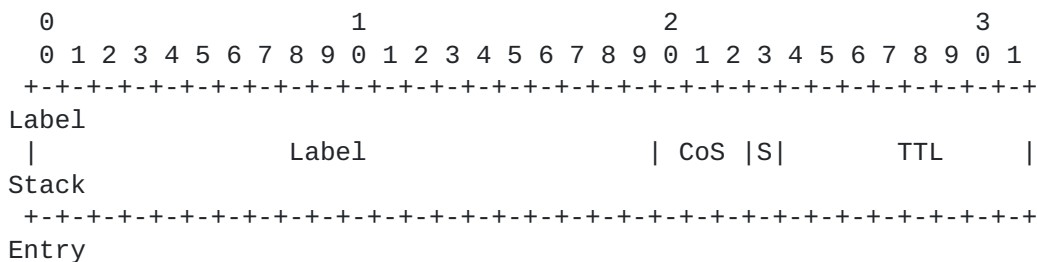 0                   1                   2                   3
0 1 2 3 4 5 6 7 8 9 0 1 2 3 4 5 6 7 8 9 0 1 2 3 4 5 6 7 8 9 0 1
+-+-+-+-+-+-+-+-+-+-+-+-+-+-+-+-+-+-+-+-+-+-+-+-+-+-+-+-+-+-+-+-+
Label
|                Label                  | CoS |S|       TTL     |
Stack
+-+-+-+-+-+-+-+-+-+-+-+-+-+-+-+-+-+-+-+-+-+-+-+-+-+-+-+-+-+-+-+-+
Entry